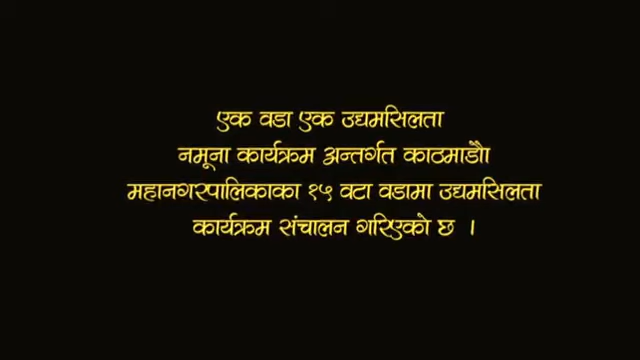 एक वडा एक उद्यमसिलता
नमूना कार्यक्रम अन्तर्गत काठमाडौ
महानगरपालिकाका १५ वटा वडामा उद्यमसिलता
कार्यक्रम संचालन गरिएको छ ।